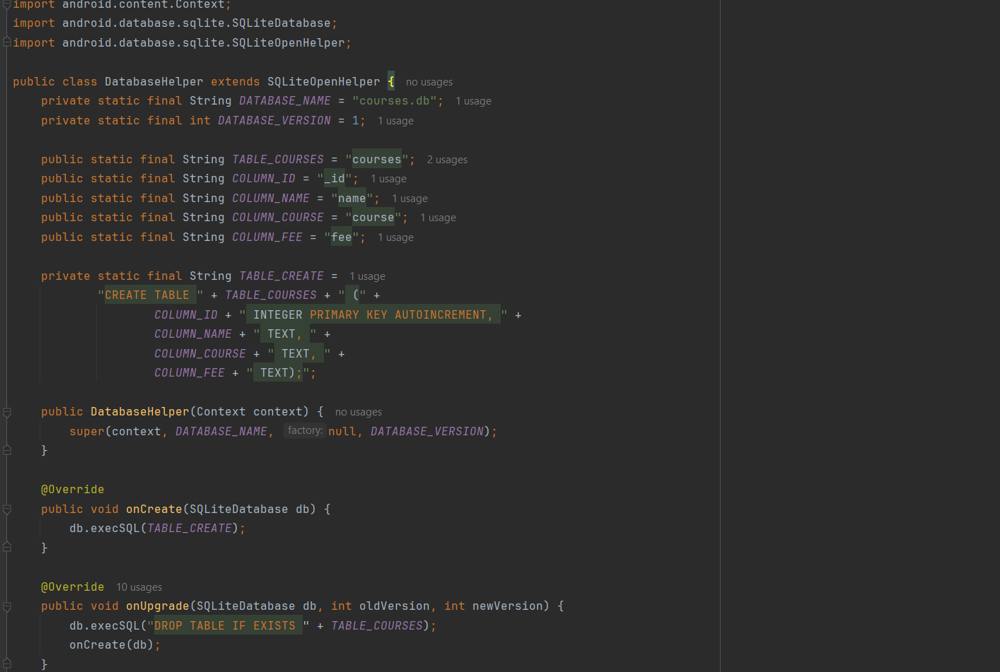 import android.content.Context;
import android.database.sqlite.SQLiteDatabase;
import android.database.sqlite.SQLiteOpenHelper;
public class DatabaseHelper extends SQLiteOpenHelper { no usages
private static final String DATABASE_NAME = "courses.db"; 1 usage
private static final int DATABASE_VERSION = 1; 1 usage
public static final String TABLE_COURSES = "courses"; 2 usages
public static final String COLUMN_ID = "_id"; 1 usage
public static final String COLUMN_NAME = "name"; 1 usage
public static final String COLUMN_COURSE = "course"; 1 usage
public static final String COLUMN_FEE = "fee"; 1 usage
private static final String TABLE_CREATE = 1 usage
"CREATE TABLE " + TABLE_COURSES + " (" +
COLUMN_ID + " INTEGER PRIMARY KEY AUTOINCREMENT, " +
COLUMN_NAME + " TEXT, " +
COLUMN_COURSE + " TEXT, " +
COLUMN_FEE + " TEXT);";
public DatabaseHelper(Context context) { no usages
super(context, DATABASE_NAME, factory: null, DATABASE_VERSION);
}
@Override
public void onCreate(SQLiteDatabase db) {
db.execSQL(TABLE_CREATE);
}
@Override 10 usages
public void onUpgrade(SQLiteDatabase db, int oldVersion, int newVersion) {
db.execSQL("DROP TABLE IF EXISTS " + TABLE_COURSES);
onCreate(db);
}